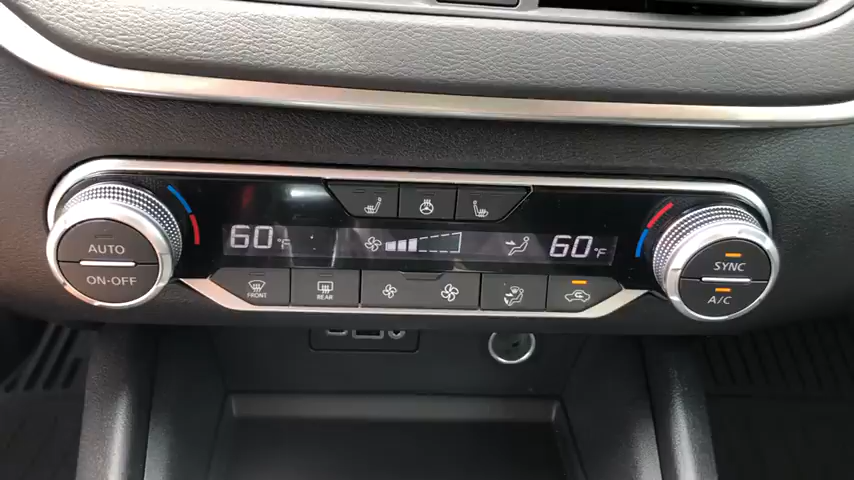 60°F
60°F
AUTO
ON·OFF
FRONT
REAR
SYNC
A/C